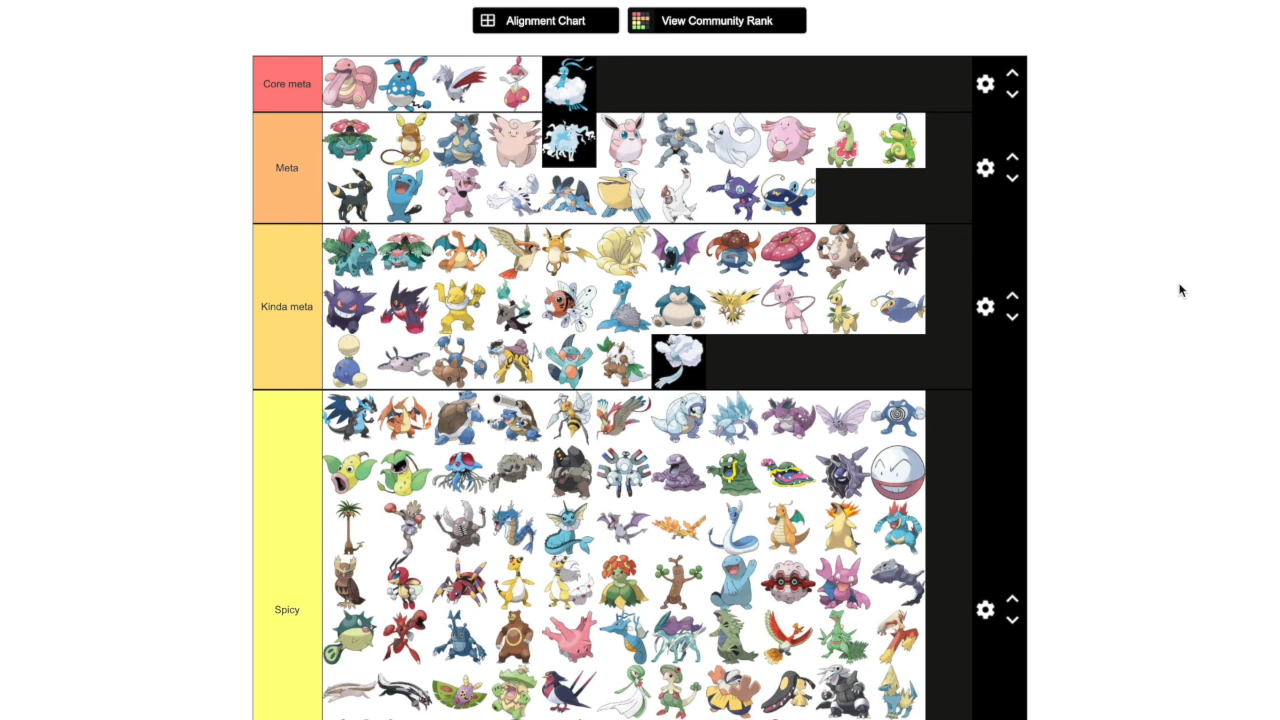 Alignment Chart
View Community Rank
Core meta
Meta
Kinda meta
Spicy